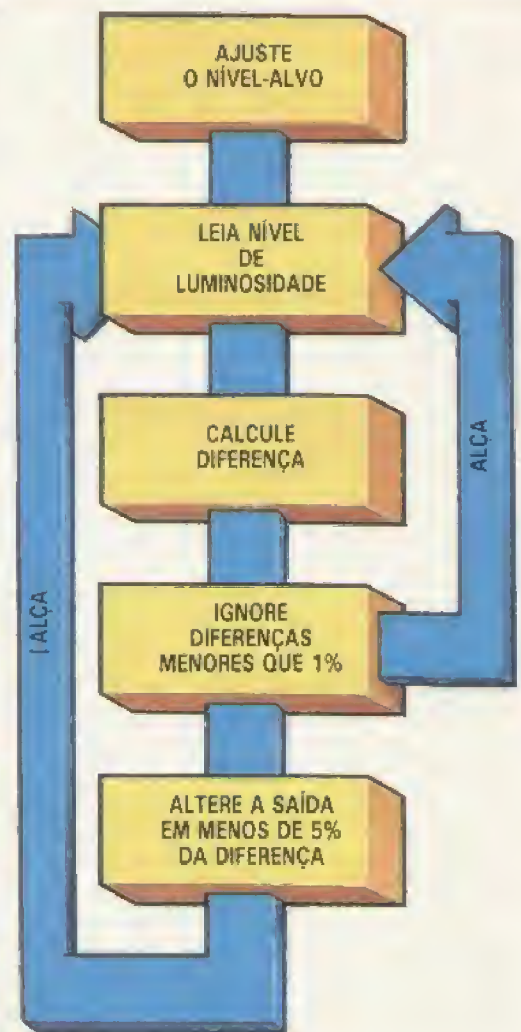 AJUSTE
O NÍVEL-ALVO
LEIA NÍVEL
DE
LUMINOSIDADE
CALCULE
DIFERENÇA
ALÇA
IGNORE
DIFERENÇAS
MENORES QUE 1%
ALÇA
ALTERE A SAÍDA
EM MENOS DE 5%
DA DIFERENÇA